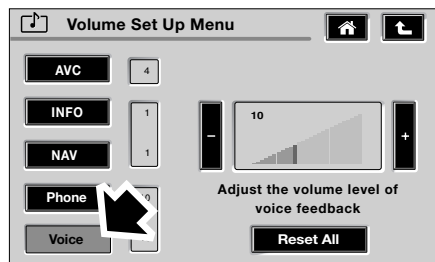 Volume Set Up Menu
AVC
4
INFO
1
NAV
1
Phone
Voice
10
-
+
Adjust the volume level of
voice feedback
Reset All